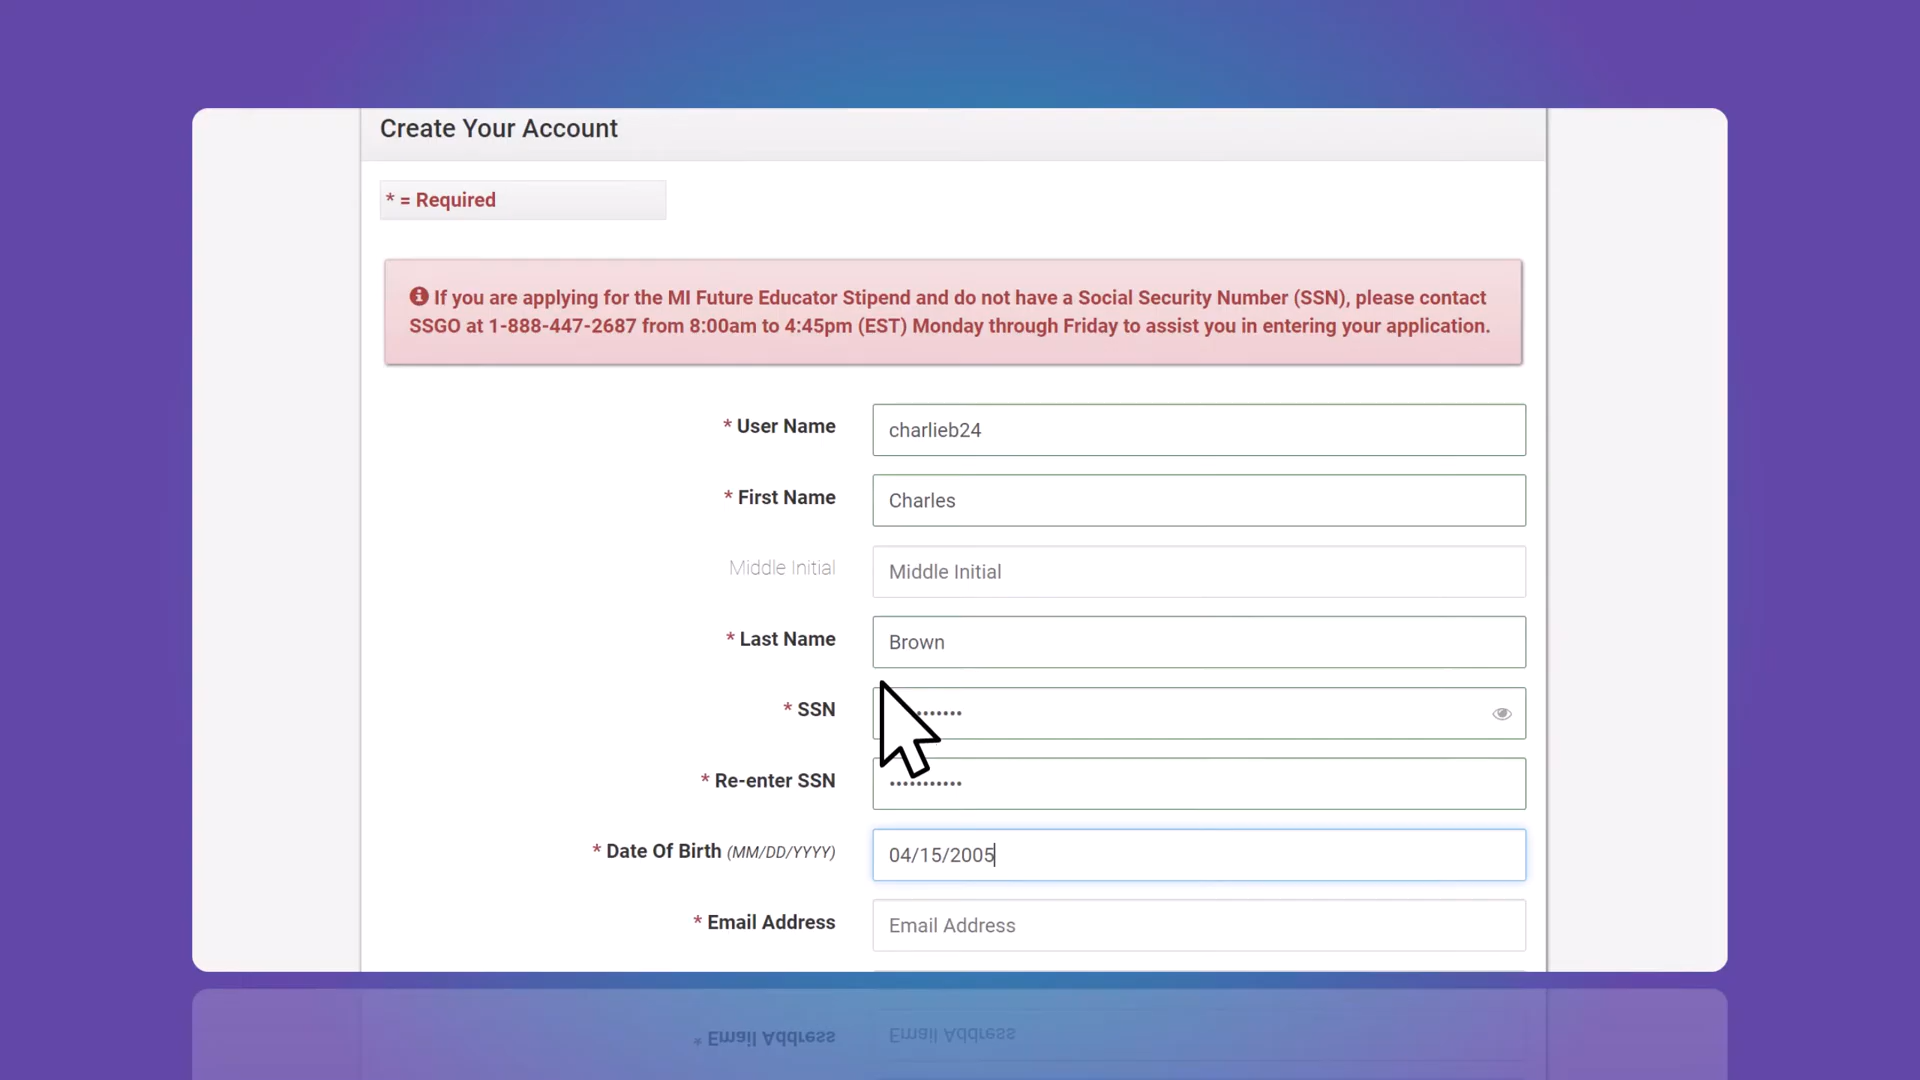 Create Your Account
* = Required
If you are applying for the MI Future Educator Stipend and do not have a Social Security Number (SSN), please contact
SSGO at 1-888-447-2687 from 8:00am to 4:45pm (EST) Monday through Friday to assist you in entering your application.
* User Name charlieb24
* First Name Charles
Middle Initial Middle Initial
* Last Name Brown
* SSN •••••••
* Re-enter SSN •••••••••••
* Date Of Birth (MM/DD/YYYY) 04/15/2005
* Email Address Email Address
* Email Address Email Address